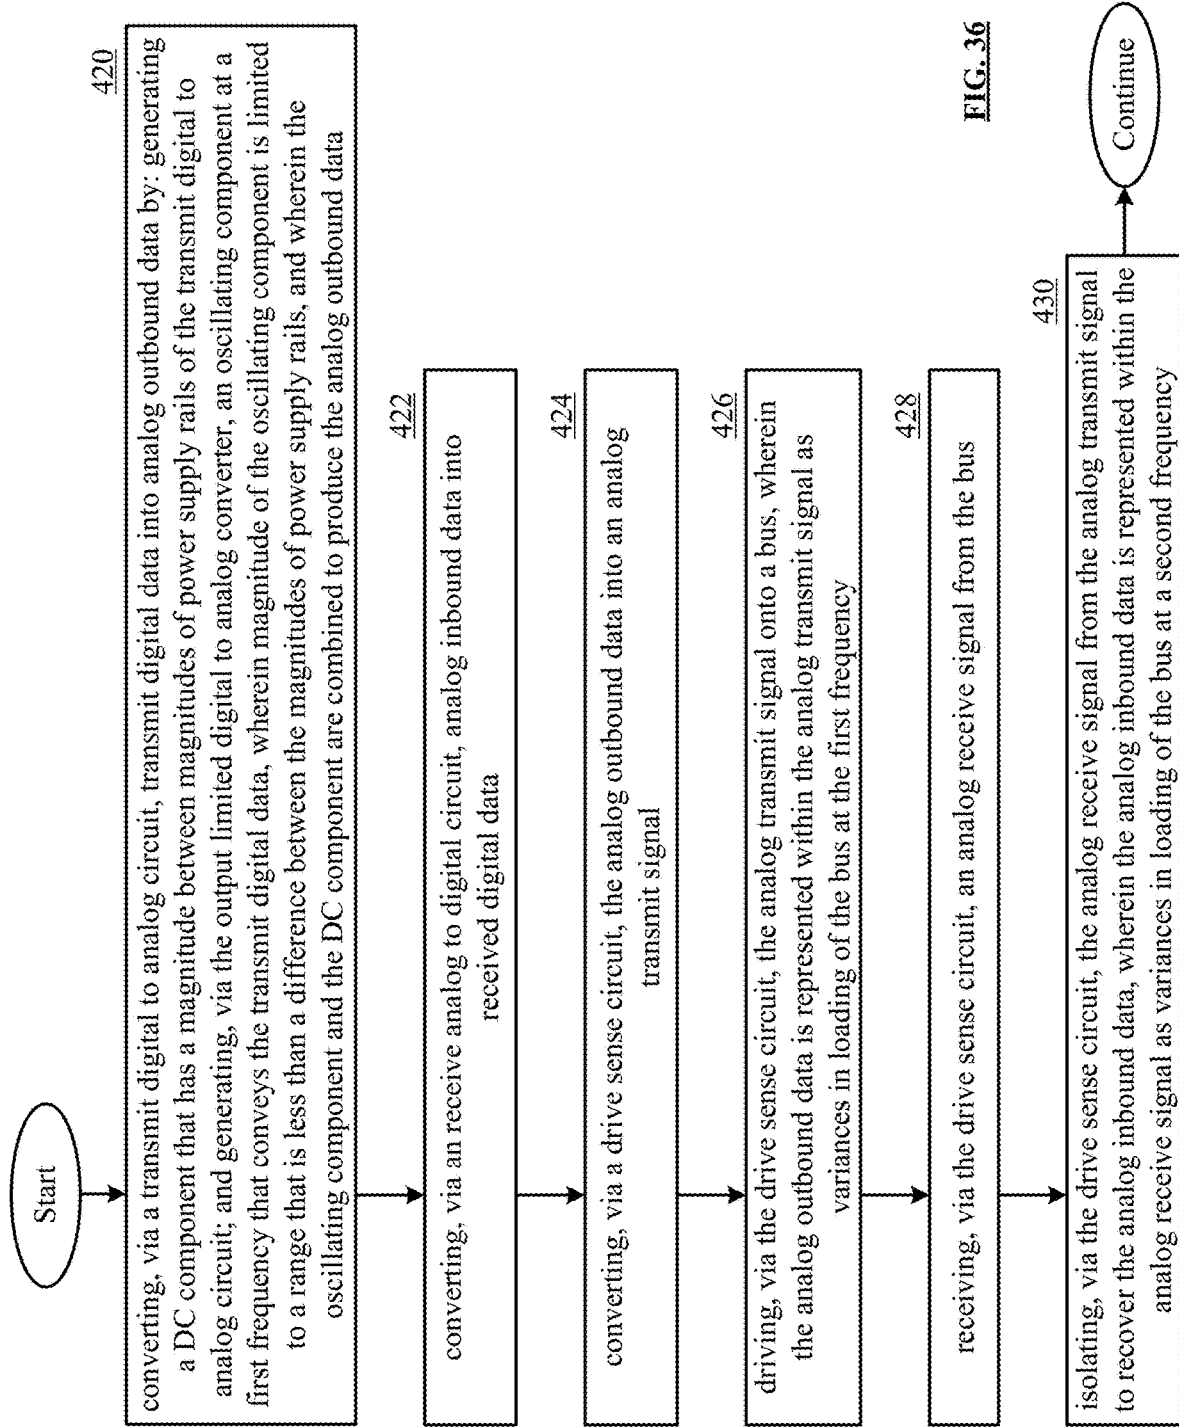 Start
420
converting, via a transmit digital to analog circuit, transmit digital data into analog outbound data by: generating
a DC component that has a magnitude between magnitudes of power supply rails of the transmit digital to
analog circuit; and generating, via the output limited digital to analog converter, an oscillating component at a
first frequency that conveys the transmit digital data, wherein magnitude of the oscillating component is limited
to a range that is less than a difference between the magnitudes of power supply rails, and wherein the
oscillating component and the DC component are combined to produce the analog outbound data
422
converting, via an receive analog to digital circuit, analog inbound data into
received digital data
424
converting, via a drive sense circuit, the analog outbound data into an analog
transmit signal
426
driving, via the drive sense circuit, the analog transmit signal onto a bus, wherein
the analog outbound data is represented within the analog transmit signal as
variances in loading of the bus at the first frequency
428
receiving, via the drive sense circuit, an analog receive signal from the bus
430
isolating, via the drive sense circuit, the analog receive signal from the analog transmit signal
to recover the analog inbound data, wherein the analog inbound data is represented within the
analog receive signal as variances in loading of the bus at a second frequency
Continue
FIG. 36